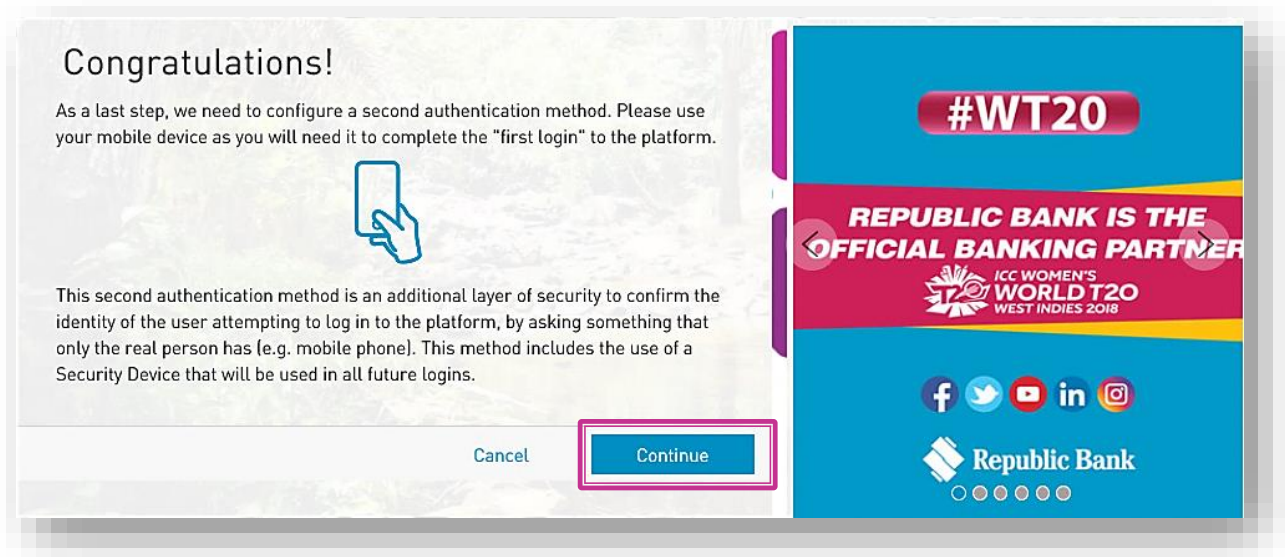 Congratulations!
As a last step, we need to configure a second authentication method. Please use
your mobile device as you will need it to complete the "first login" to the platform.
This second authentication method is an additional layer of security to confirm the
identity of the user attempting to log in to the platform, by asking something that
only the real person has (e.g. mobile phone). This method includes the use of a
Security Device that will be used in all future logins.
Cancel
Continue
#WT20
REPUBLIC BANK IS THE
OFFICIAL BANKING PARTNER
T20
ICC WOMEN'S
WORLD T20
WEST INDIES 2018
Republic Bank